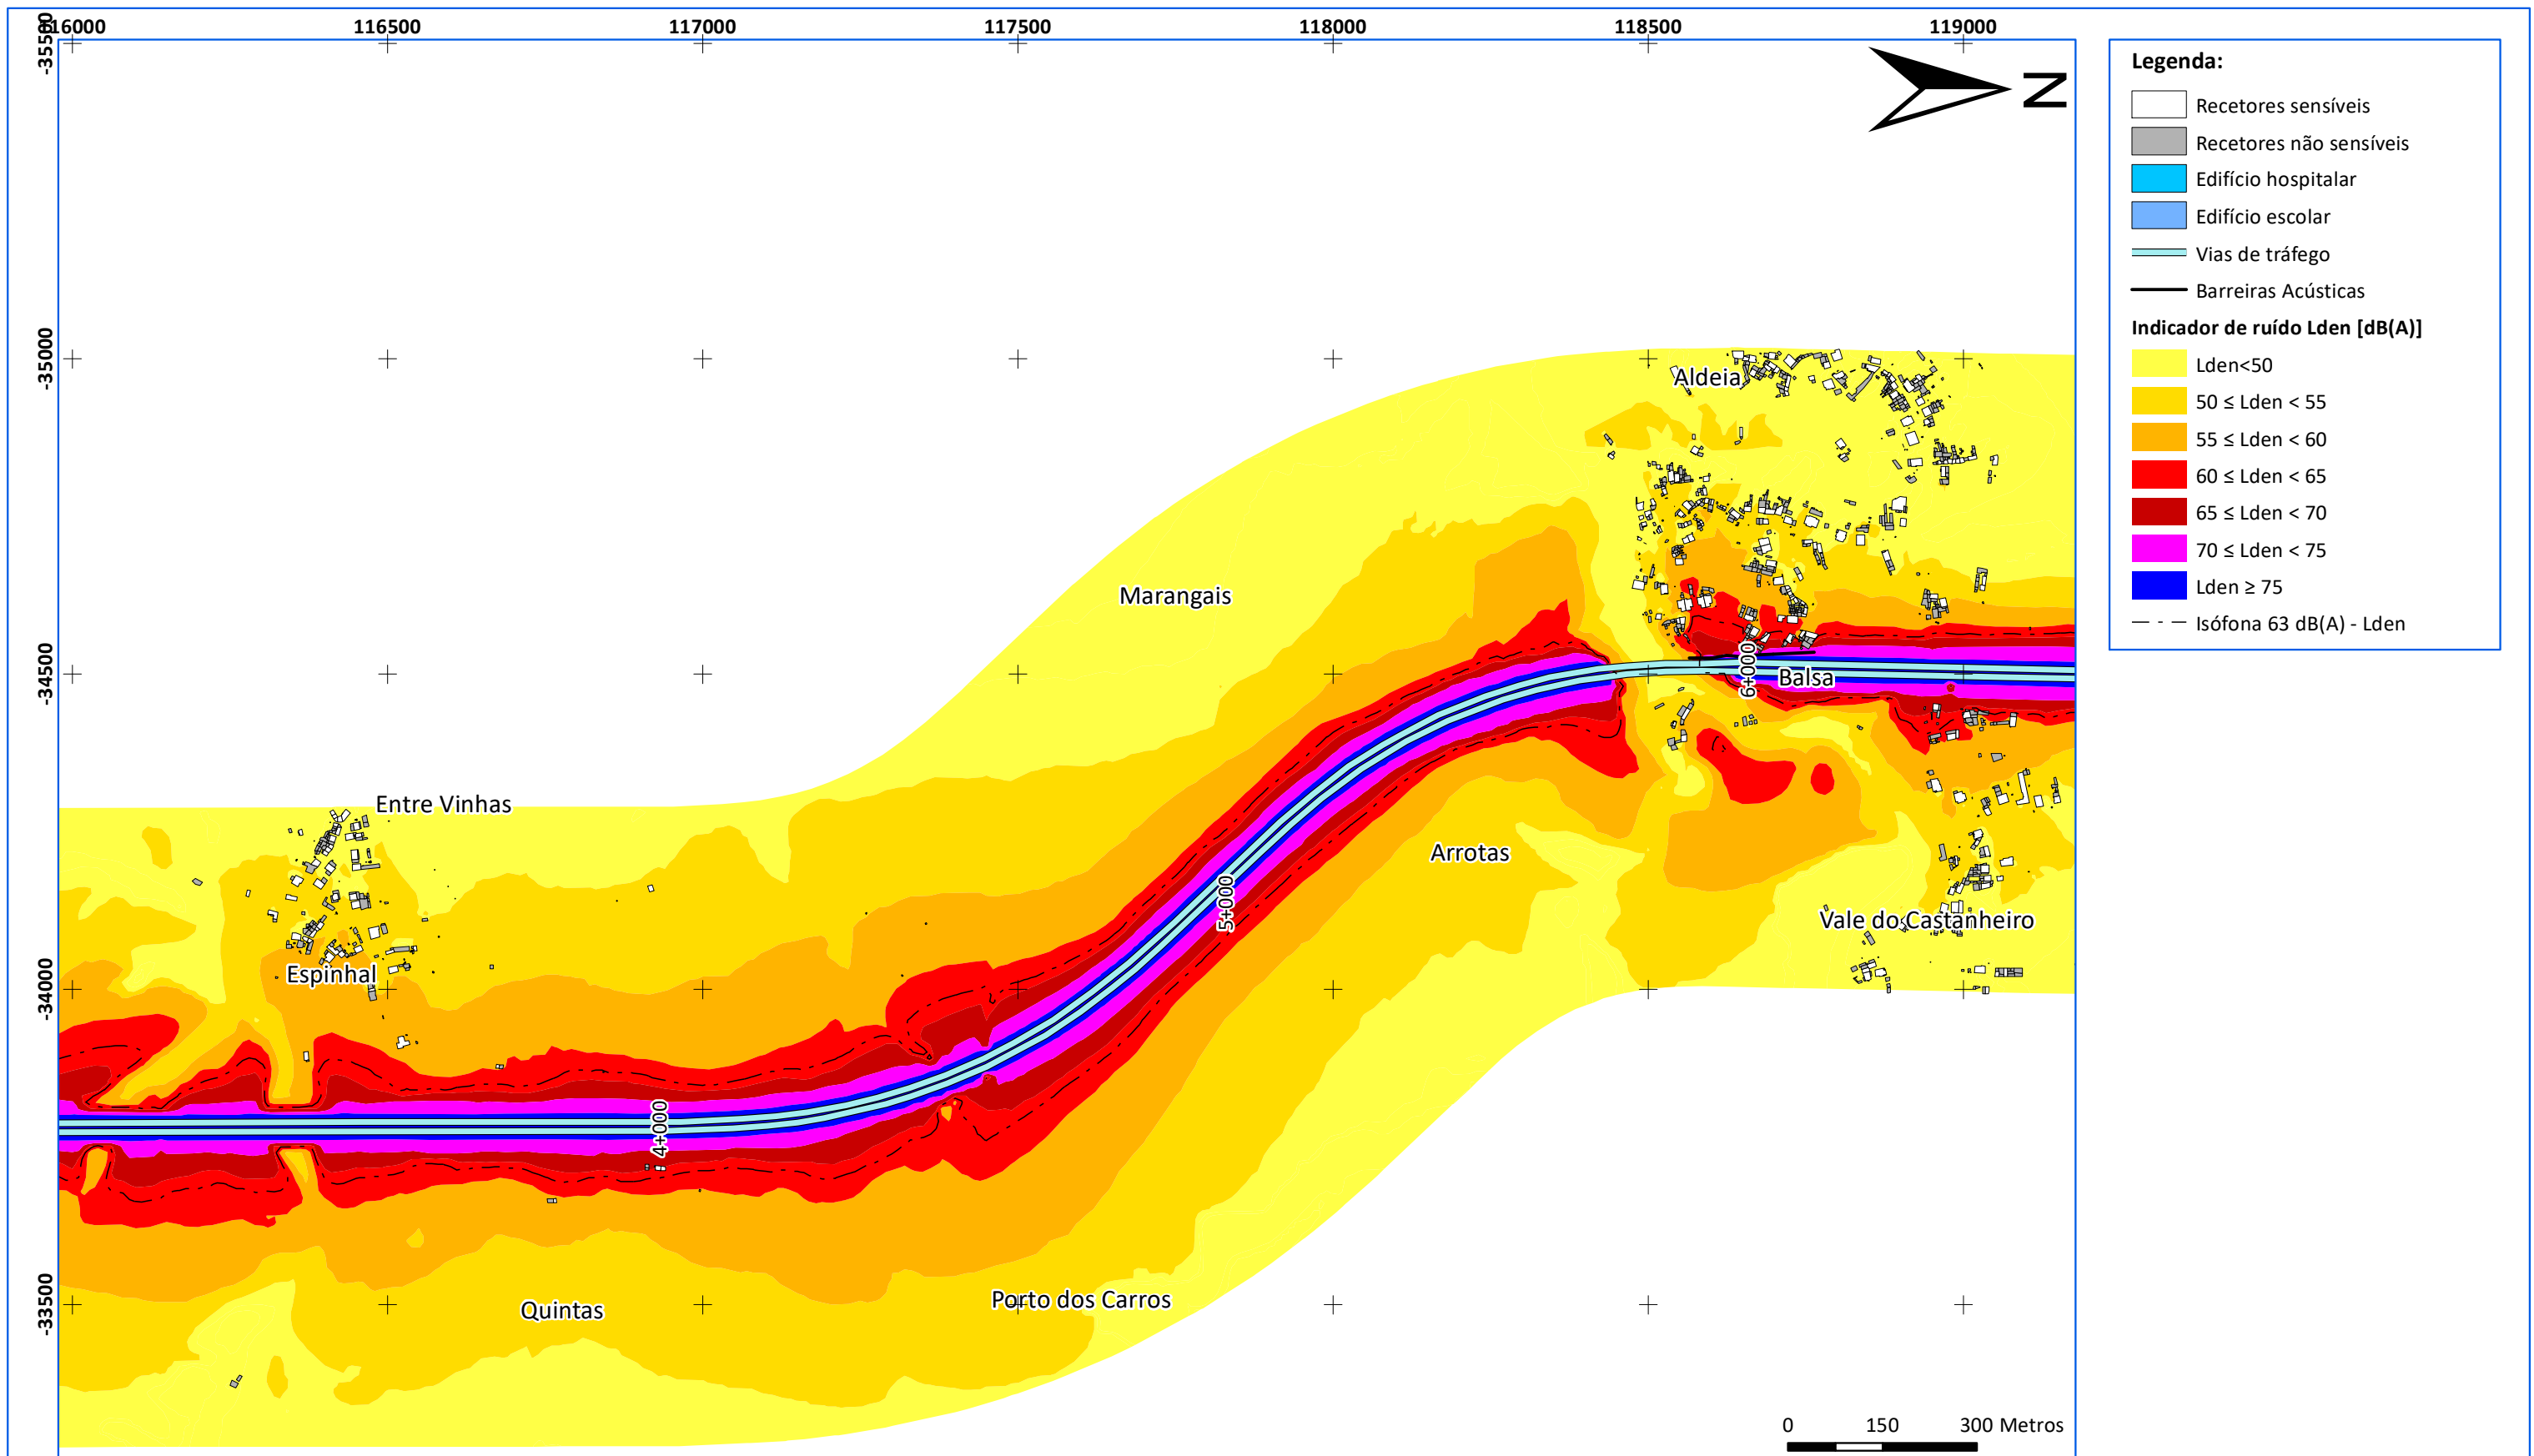 116000 116500 117000 117500 118000 118500 119000
-35500
-35000
-34500
-34000
-33500
N
Aldeia
Marangais
6+000
Balsa
Entre Vinhas
Arrotas
5+000
Vale do Castanheiro
Espinhal
4+000
Quintas
Porto dos Carros
0 150 300 Metros
Legenda:
Recetores sensíveis
Recetores não sensíveis
Edifício hospitalar
Edifício escolar
Vias de tráfego
Barreiras Acústicas
Indicador de ruído Lden [dB(A)]
Lden<50
50 ≤ Lden < 55
55 ≤ Lden < 60
60 ≤ Lden < 65
65 ≤ Lden < 70
70 ≤ Lden < 75
Lden ≥ 75
Isófona 63 dB(A) - Lden